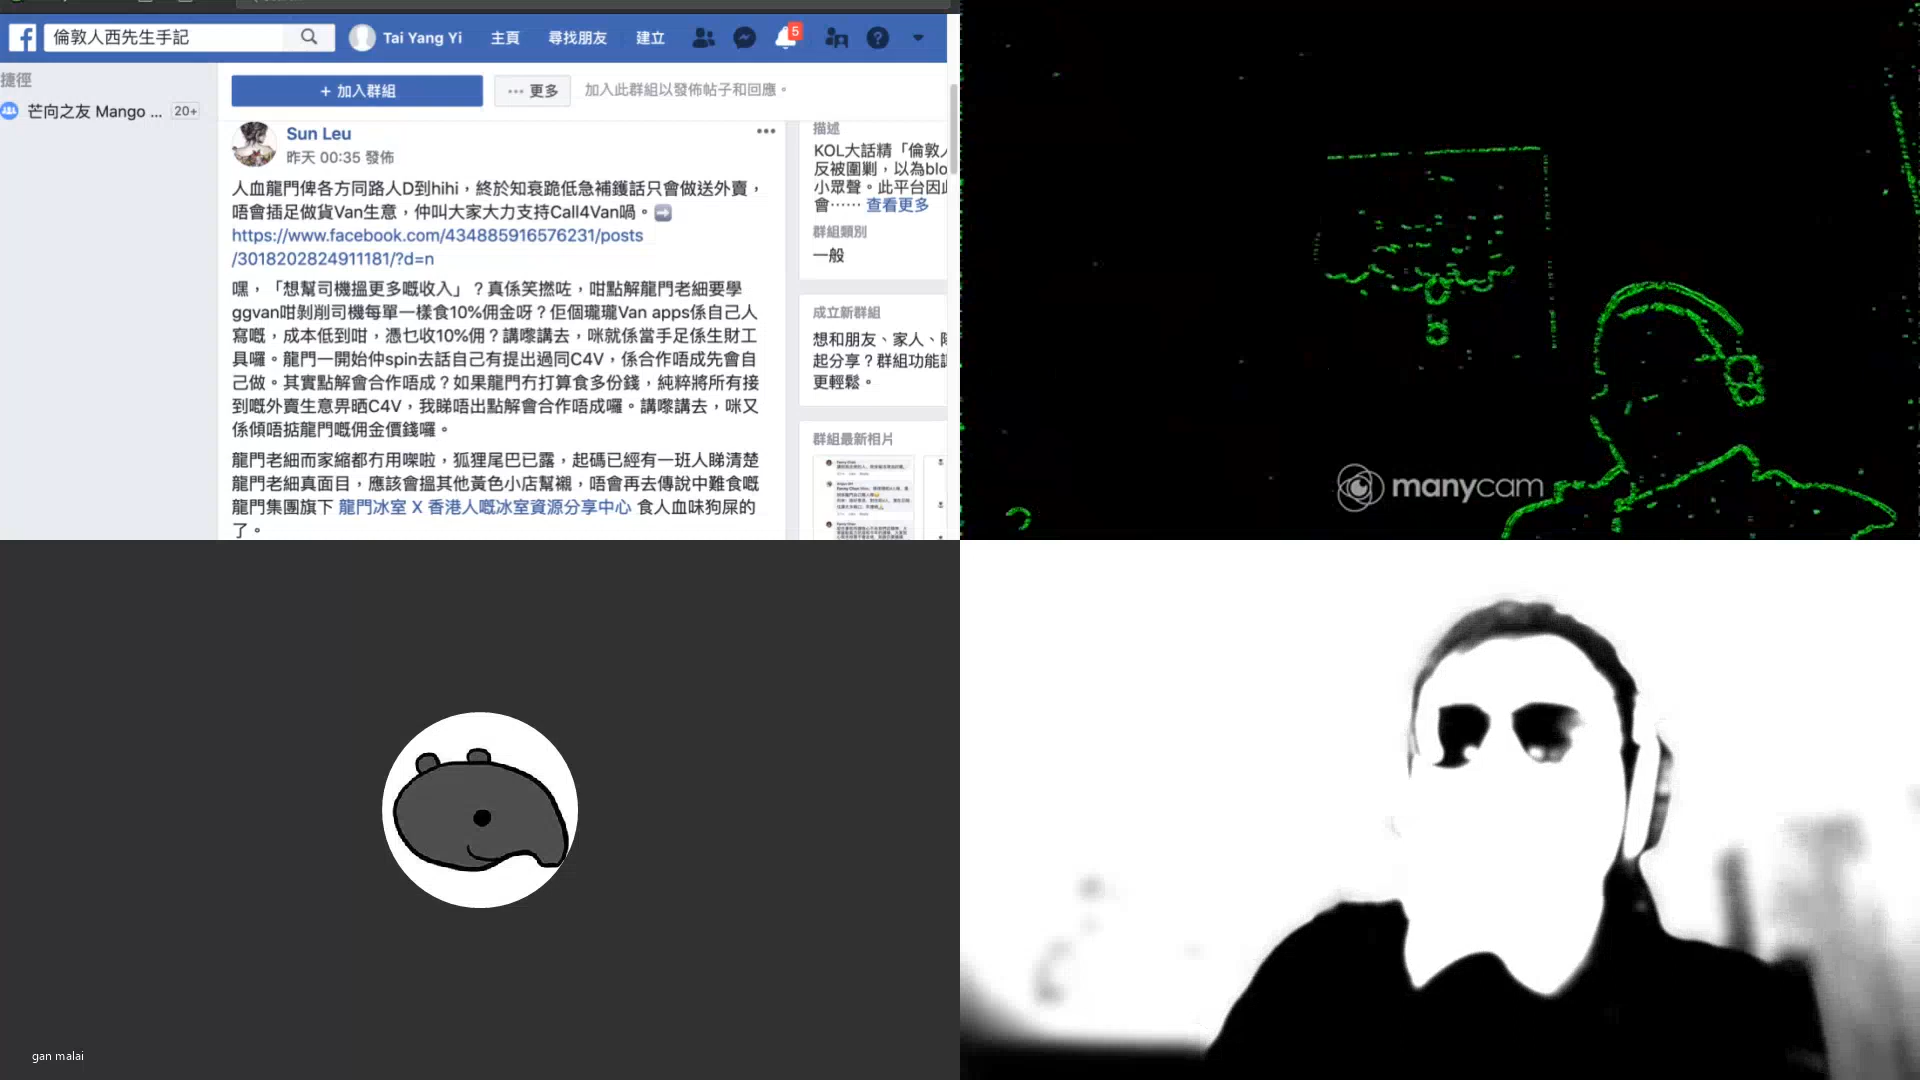 倫敦人西先生手記
Tai Yang Yi
主頁
尋找朋友
建立
5
捷徑
芒向之友 Mango ...
20+
+ 加入群組
更多
加入此群組以發佈帖子和回應。
Sun Leu
昨天 00:35 發佈
人血龍門俾各方同路人D到hihi，終於知衰跪低急補鑊話只會做送外賣，
唔會插足做貨Van生意，仲叫大家大力支持Call4Van喎。➡
https://www.facebook.com/434885916576231/posts
/3018202824911181/?d=n
嘿，「想幫司機搵更多嘅收入」？真係笑撚咗，咁點解龍門老細要學
ggvan咁剝削司機每單一樣食10%佣金呀？佢個瓏瓏Van apps係自己人
寫嘅，成本低到咁，憑乜收10%佣？講嚟講去，咪就係當手足係生財工
具囉。龍門一開始仲spin去話自己有提出過同C4V，係合作唔成先會自
己做。其實點解會合作唔成？如果龍門冇打算食多份錢，純粹將所有接
到嘅外賣生意畀晒C4V，我睇唔出點解會合作唔成囉。講嚟講去，咪又
係傾唔掂龍門嘅佣金價錢囉。
龍門老細而家縮都冇用㗎啦，狐狸尾巴已露，起碼已經有一班人睇清楚
龍門老細真面目，應該會搵其他黃色小店幫襯，唔會再去傳說中難食嘅
龍門集團旗下 龍門冰室 X 香港人嘅冰室資源分享中心 食人血味狗屎的
了。
描述
KOL大話精「倫敦人
反被圍剿，以為blo
小眾聲。此平台因此
會⋯⋯ 查看更多
群組類別
一般
成立新群組
想和朋友、家人、隊
起分享？群組功能讓
更輕鬆。
群組最新相片
manycam
gan malai